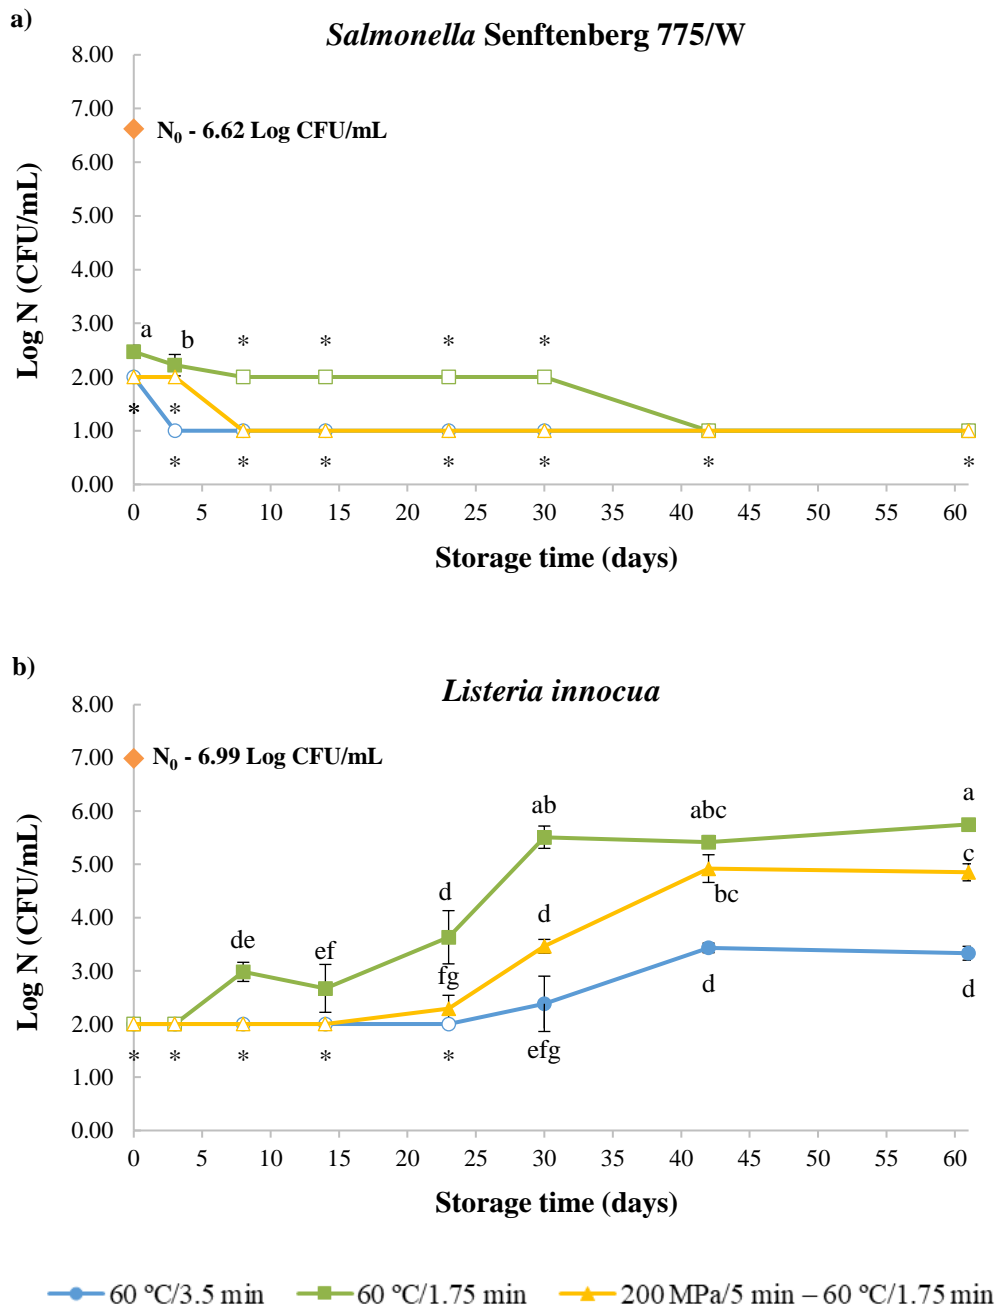 a)
Salmonella Senftenberg 775/W
8.00
7.00
N0 - 6.62 Log CFU/mL
6.00
5.00
4.00
3.00
2.00
1.00
0.00
Log N (CFU/mL)
a
b
* * * *
* *
* * * * * *
0 5 10 15 20 25 30 35 40 45 50 55 60
Storage time (days)
b)
Listeria innocua
8.00
7.00
N₀ - 6.99 Log CFU/mL
6.00
5.00
4.00
3.00
2.00
1.00
0.00
Log N (CFU/mL)
de
ef
d
fg
ab
d
efg
abc
bc
d
a
c
d
* * * * *
0 5 10 15 20 25 30 35 40 45 50 55 60
Storage time (days)
60 ºC/3.5 min 60 ºC/1.75 min 200 MPa/5 min – 60 ºC/1.75 min